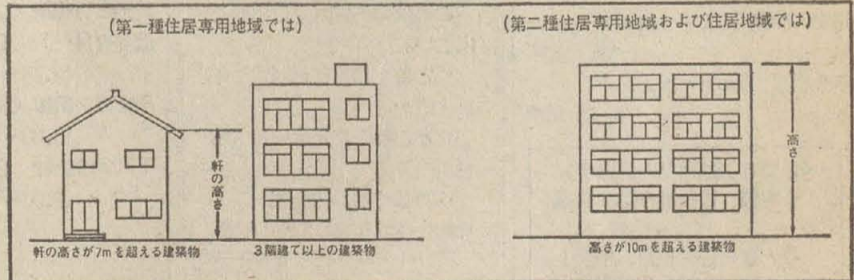 (第一種住居専用地域では)
軒の高さ
軒の高さが7mを超える建築物
3階建て以上の建築物
(第二種住居専用地域および住居地域では)
高さ
高さが10mを超える建築物